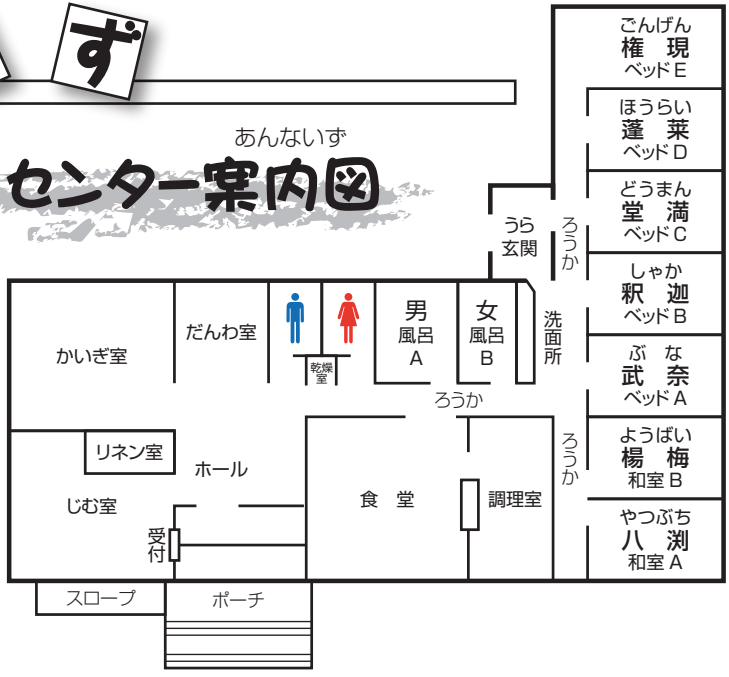 ず
あんないず
センター案内図
ごんげん
権現
ベッドE
ほうらい
蓬莱
ベッドD
どうまん
堂満
ベッドC
しゃか
釈迦
ベッドB
ぶな
武奈
ベッドA
ようばい
楊梅
和室B
やつぶち
八渕
和室A
うら
玄関
ろうか
洗面所
かいぎ室
だんわ室
乾燥
室
男
風呂
A
女
風呂
B
ろうか
ろうか
リネン室
ホール
じむ室
受付
食堂
調理室
スロープ
ポーチ